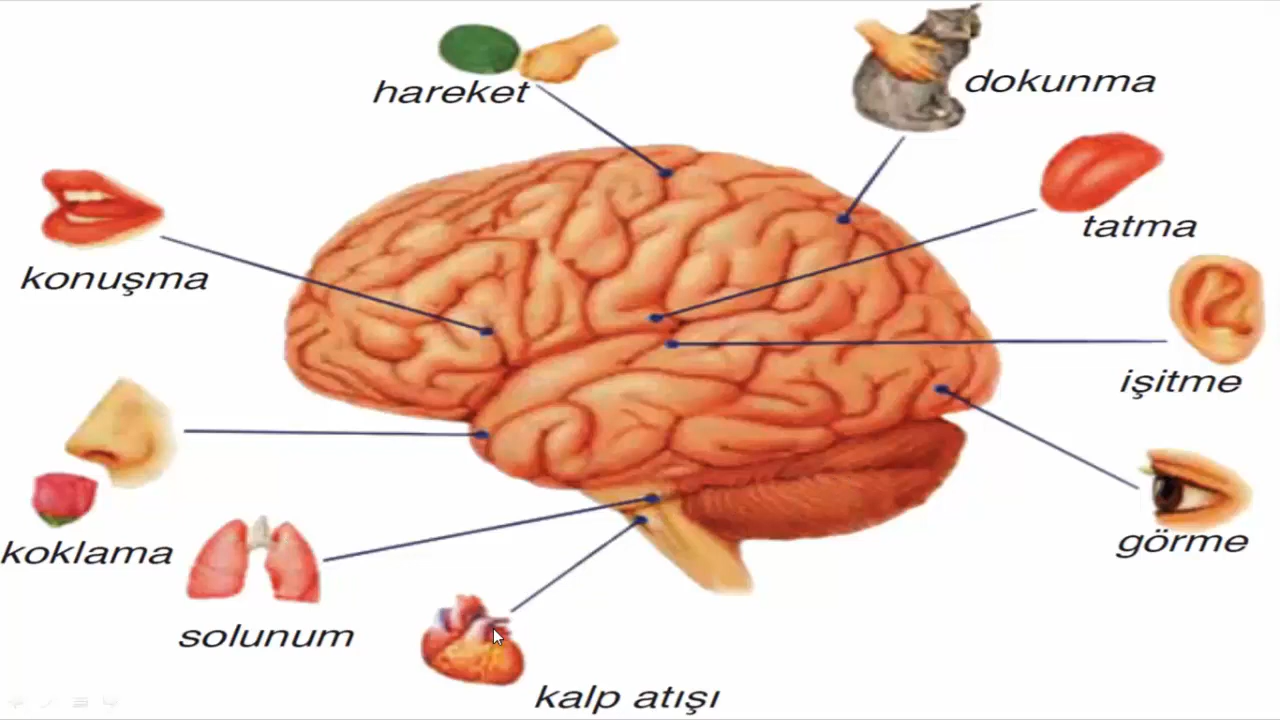 hareket
dokunma
tatma
konuşma
işitme
görme
koklama
solunum
kalp atışı